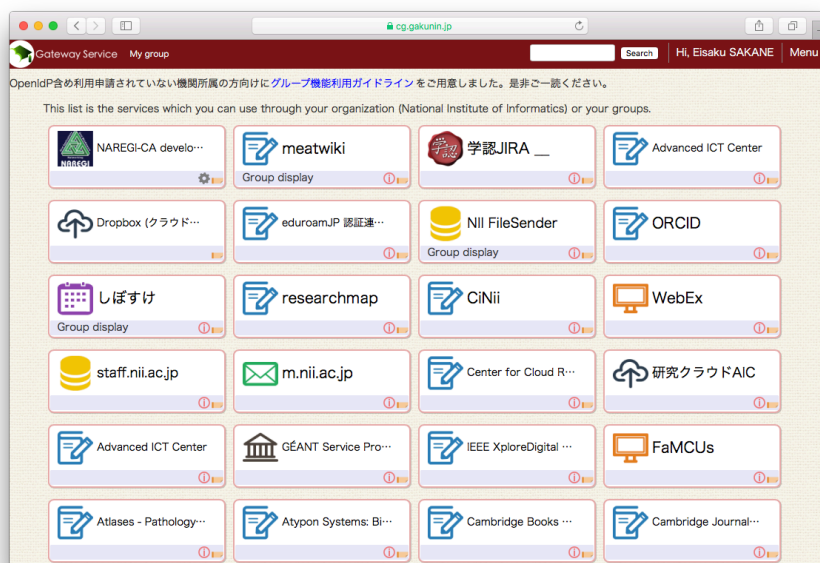 cg.gakunin.jp
Gateway Service My group Search Hi, Eisaku SAKANE Menu
OpenIdP含め利用申請されていない機関所属の方向けにグループ機能利用ガイドライン をご用意しました。是非ご一読ください。
This list is the services which you can use through your organization (National Institute of Informatics) or your groups.
NAREGI
NAREGI-CA develo…
meatwiki
学認
学認JIRA __
Advanced ICT Center
Group display
Dropbox (クラウド…
eduroamJP 認証連…
NII FileSender
ORCID
Group display
しぼすけ
researchmap
CiNii
WebEx
Group display
staff.nii.ac.jp
m.nii.ac.jp
Center for Cloud R…
研究クラウドAIC
Advanced ICT Center
GÉANT Service Pro…
IEEE XploreDigital …
FaMCUs
Atlases - Pathology…
Atypon Systems: Bi…
Cambridge Books …
Cambridge Journal…